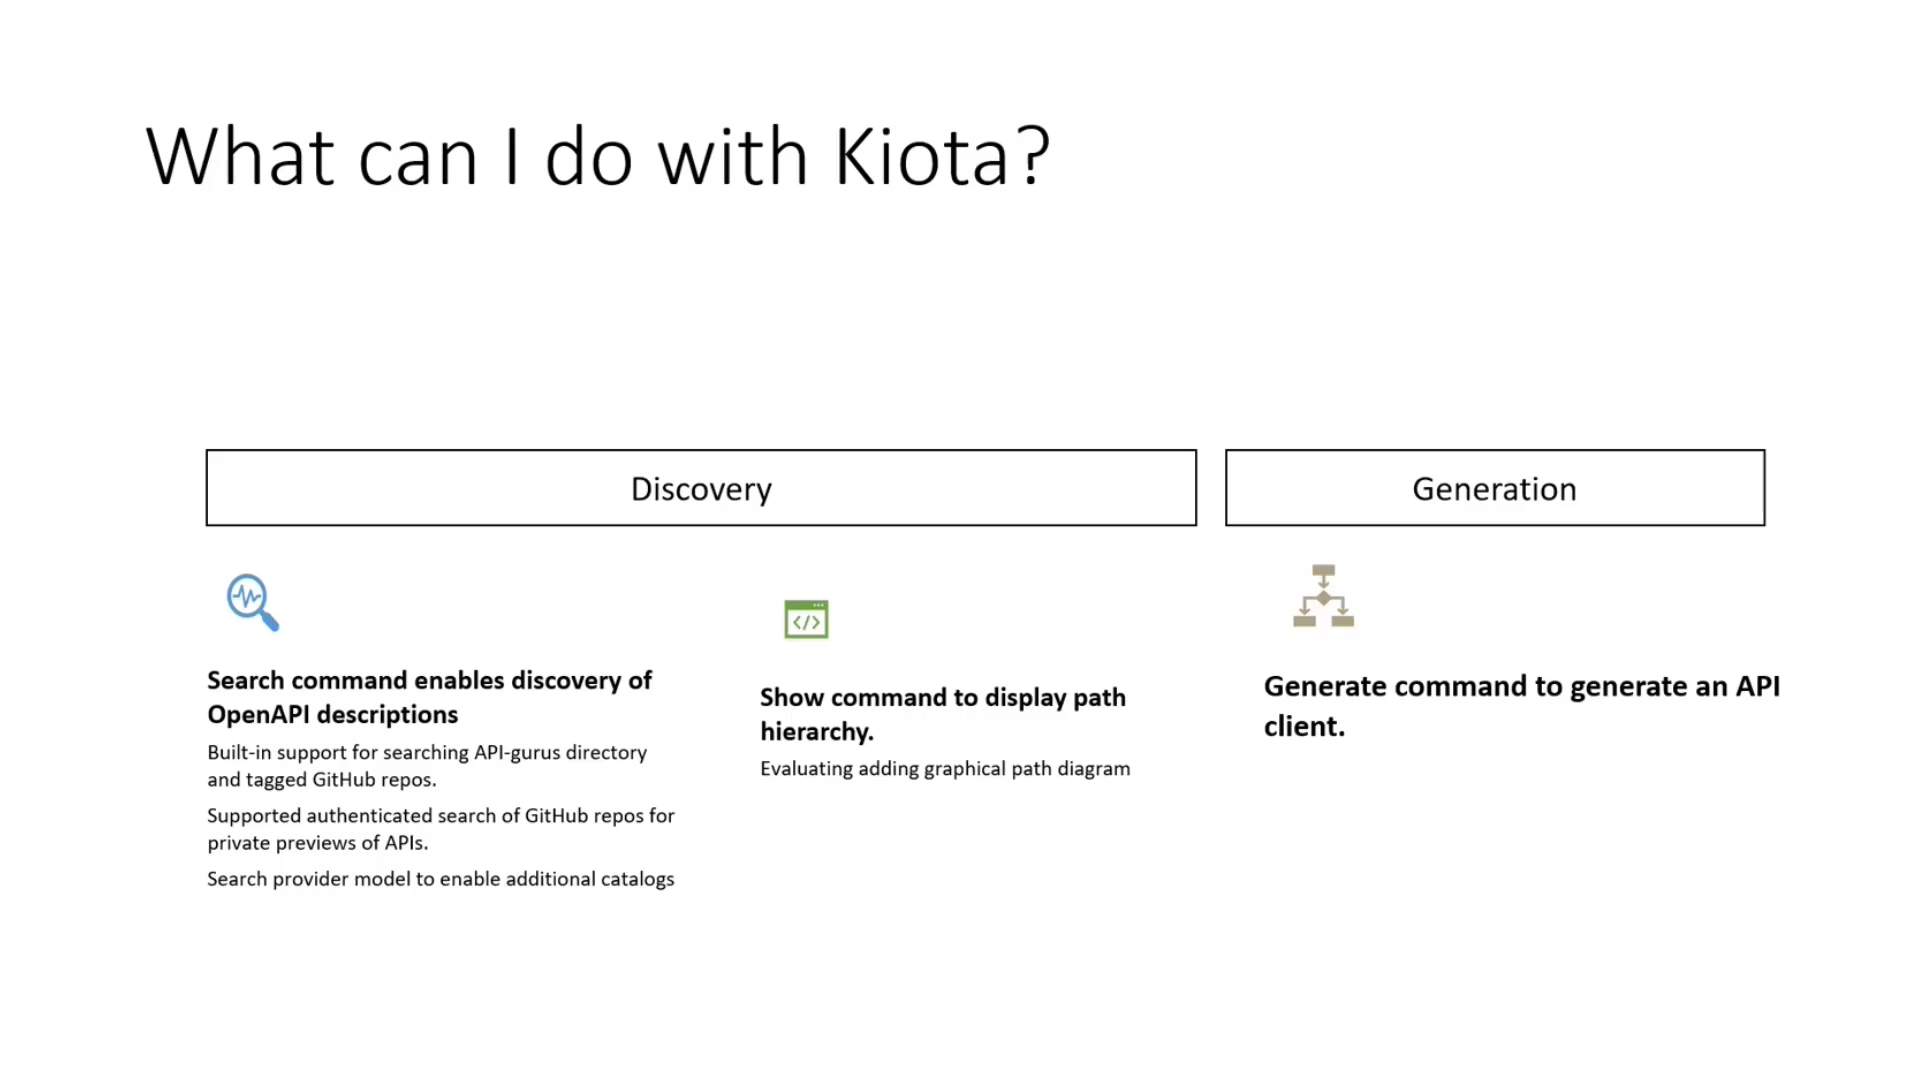 What can I do with Kiota?
Discovery
Generation
Search command enables discovery of
OpenAPI descriptions
Built-in support for searching API-gurus directory
and tagged GitHub repos.
Supported authenticated search of GitHub repos for
private previews of APIs.
Search provider model to enable additional catalogs
</>
Show command to display path
hierarchy.
Evaluating adding graphical path diagram
Generate command to generate an API
client.